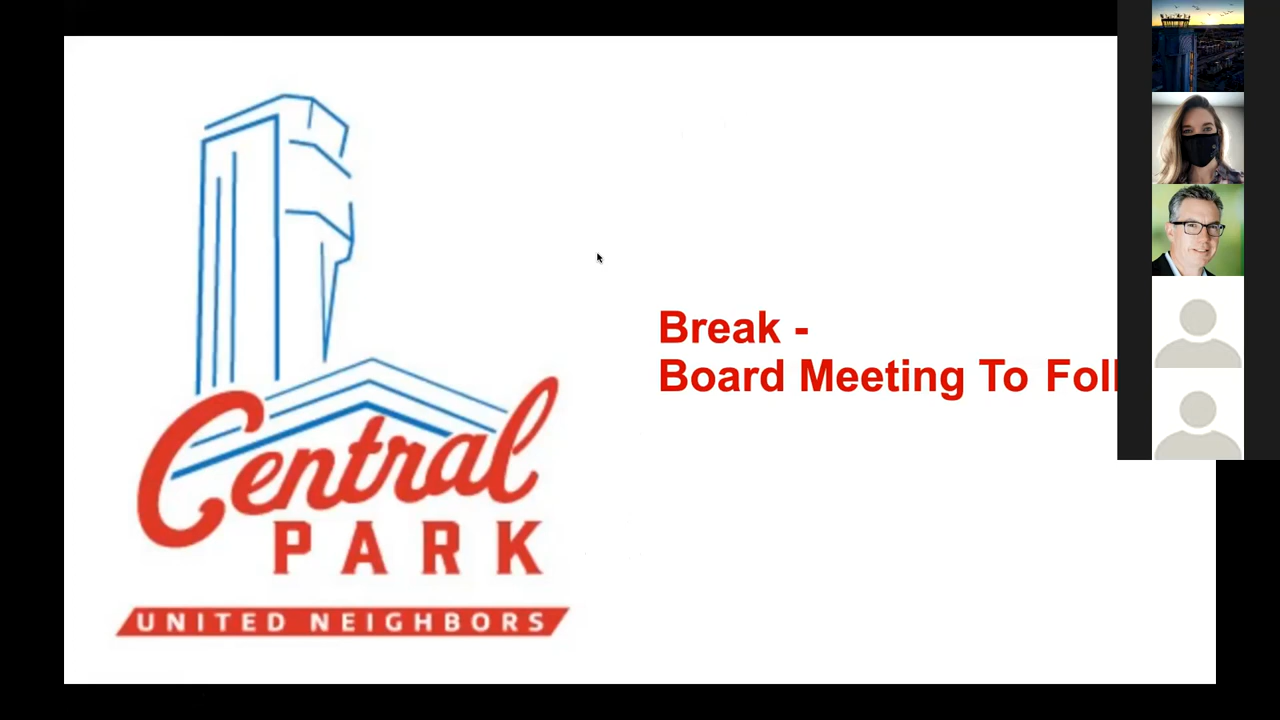 Central
PARK
UNITED NEIGHBORS
Break -
Board Meeting To Foll